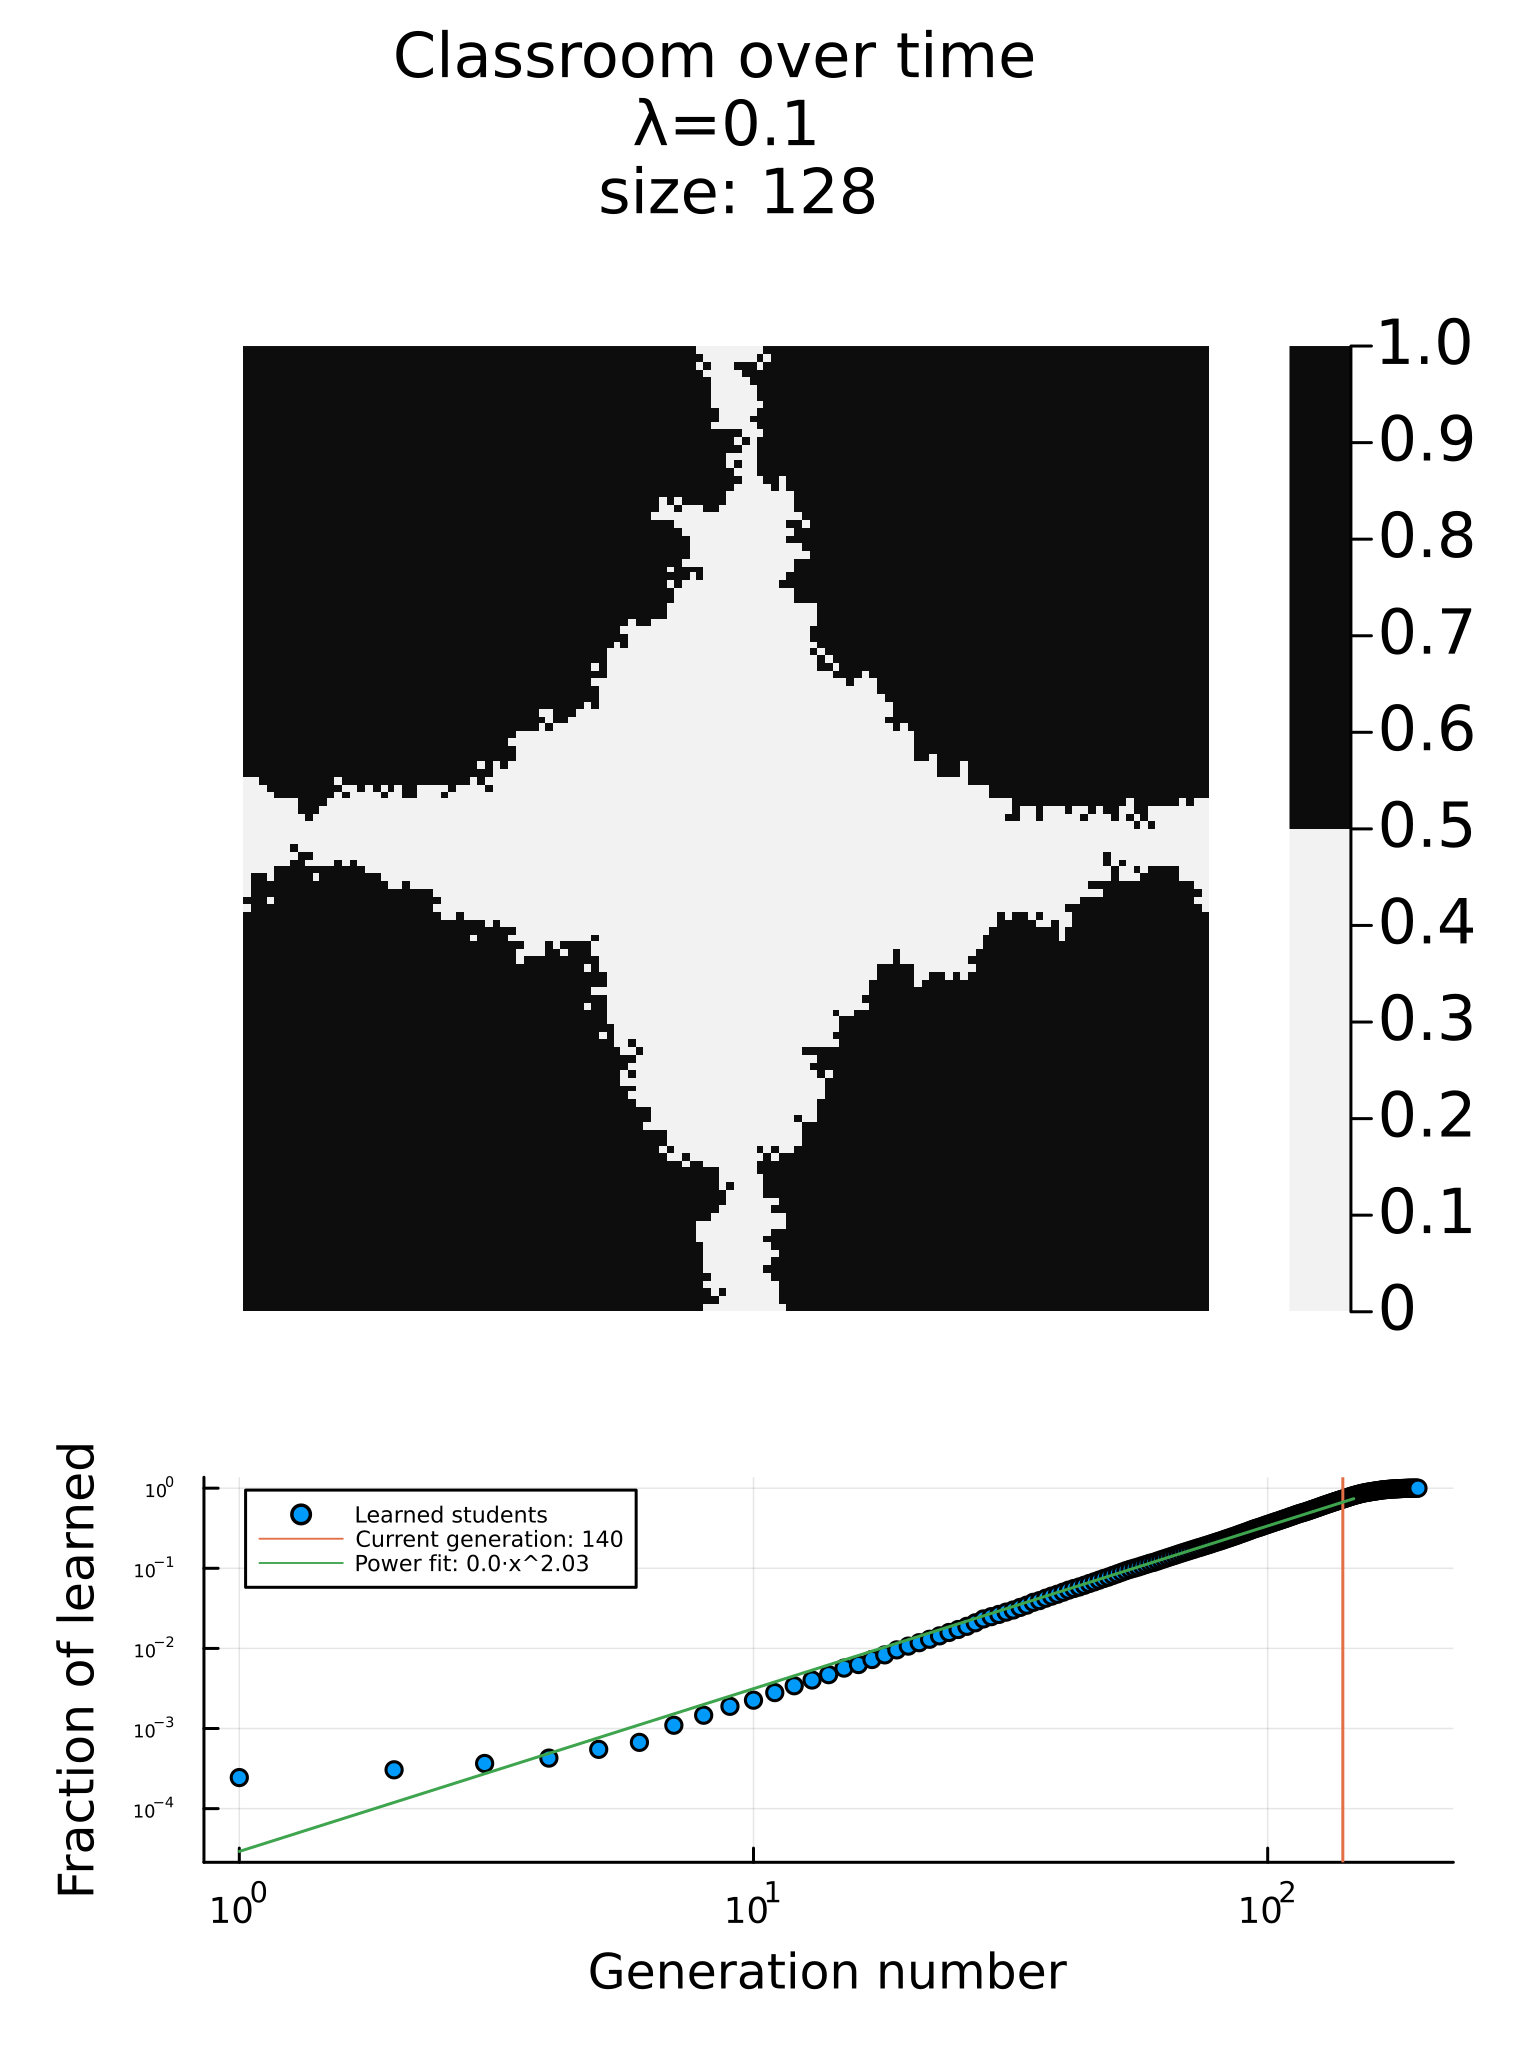 Classroom over time
λ=0.1
size: 128
1.0
0.9
0.8
0.7
0.6
0.5
0.4
0.3
0.2
0.1
0
Fraction of learned
10^0
10^-1
10^-2
10^-3
10^-4
Learned students
Current generation: 140
Power fit: 0.0·x^2.03
10^0
10^1
10^2
Generation number